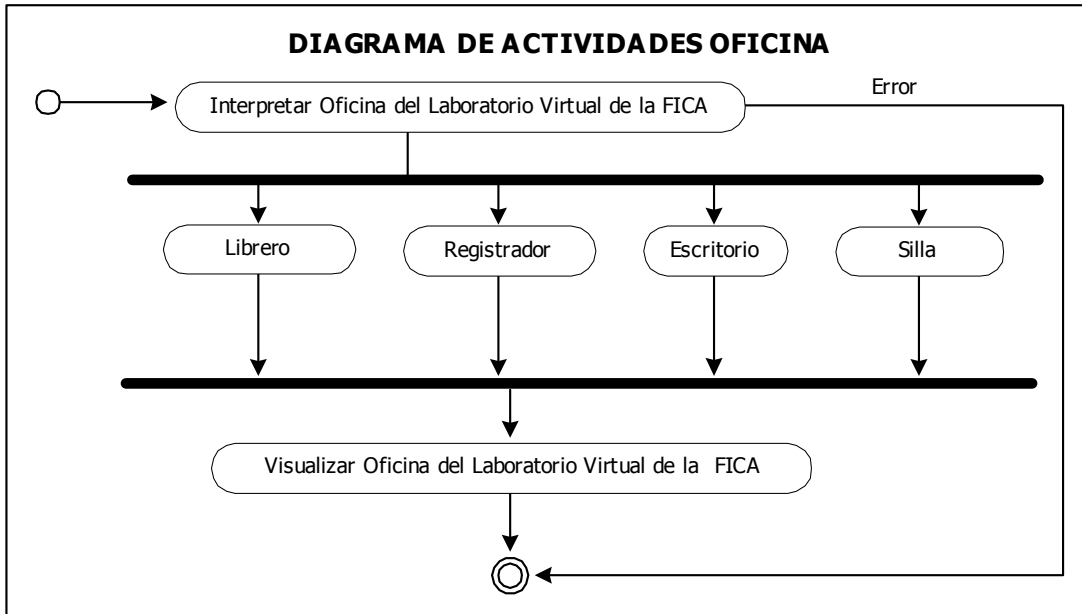 DIAGRAMA DE ACTIVIDADES OFICINA
Error
Interpretar Oficina del Laboratorio Virtual de la FICA
Librero
Registrador
Escritorio
Silla
Visualizar Oficina del Laboratorio Virtual de la FICA